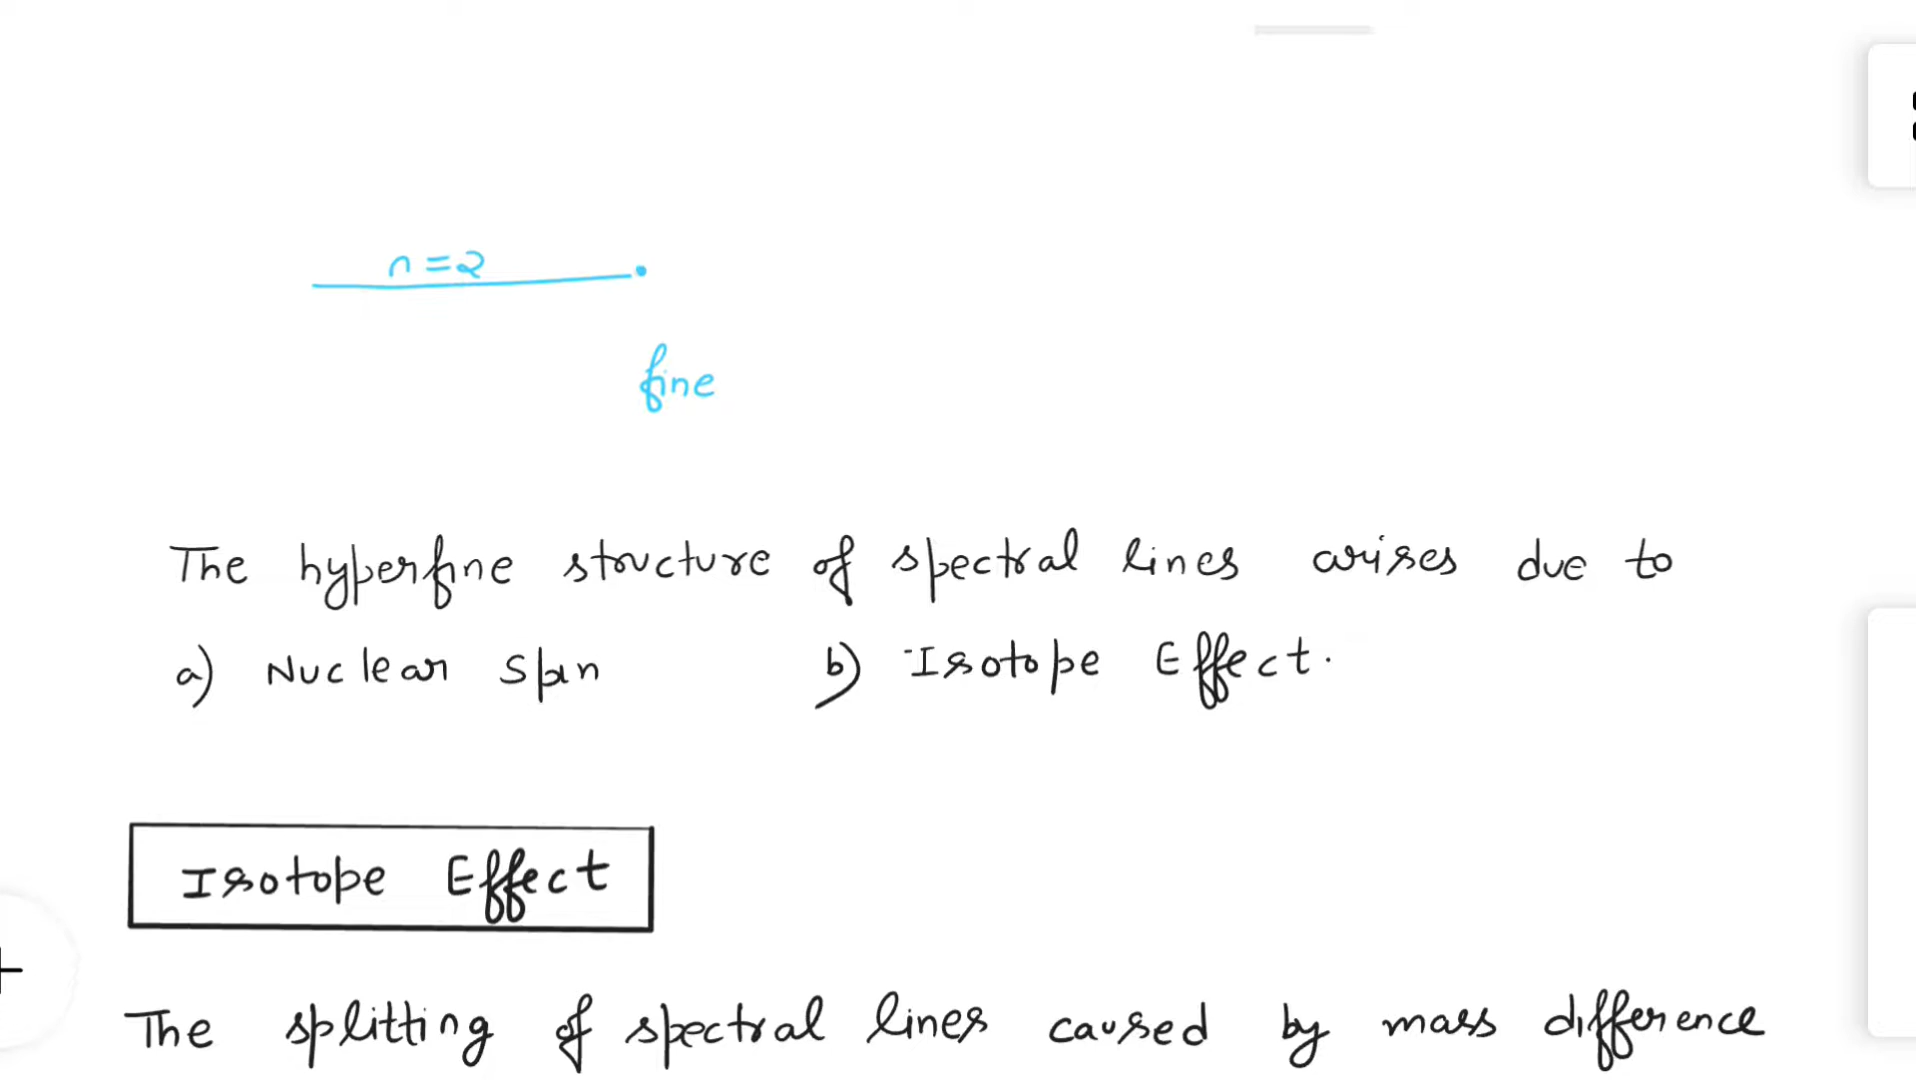 n=2
fine
The hyperfine structure of spectral lines arises due to
a) Nuclear Spin b) Isotope Effect.
Isotope Effect
The splitting of spectral lines caused by mass difference